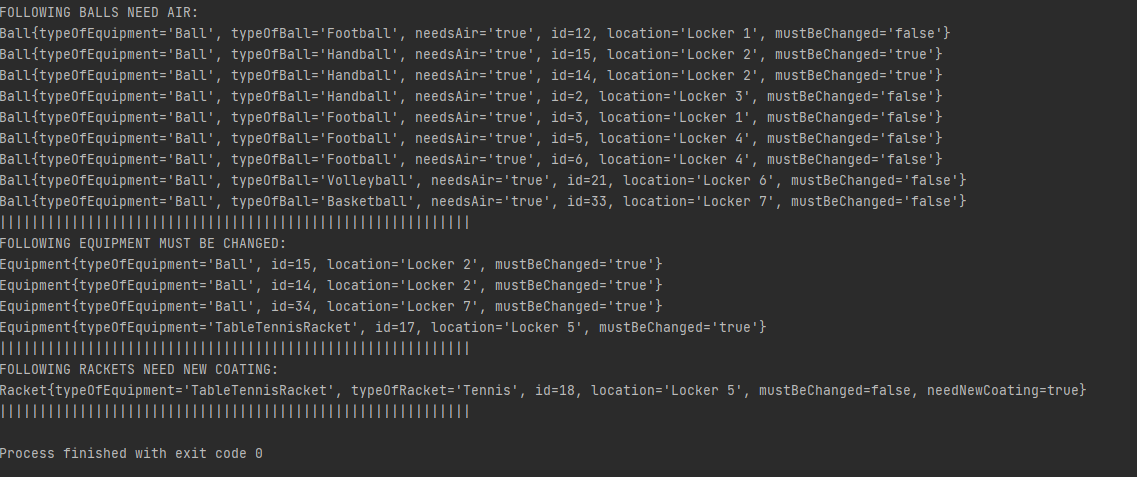 FOLLOWING BALLS NEED AIR:
Ball{typeOfEquipment='Ball', typeOfBall='Football', needsAir='true', id=12, location='Locker 1', mustBeChanged='false'}
Ball{typeOfEquipment='Ball', typeOfBall='Handball', needsAir='true', id=15, location='Locker 2', mustBeChanged='true'}
Ball{typeOfEquipment='Ball', typeOfBall='Handball', needsAir='true', id=14, location='Locker 2', mustBeChanged='true'}
Ball{typeOfEquipment='Ball', typeOfBall='Handball', needsAir='true', id=2, location='Locker 3', mustBeChanged='false'}
Ball{typeOfEquipment='Ball', typeOfBall='Football', needsAir='true', id=3, location='Locker 1', mustBeChanged='false'}
Ball{typeOfEquipment='Ball', typeOfBall='Football', needsAir='true', id=5, location='Locker 4', mustBeChanged='false'}
Ball{typeOfEquipment='Ball', typeOfBall='Football', needsAir='true', id=6, location='Locker 4', mustBeChanged='false'}
Ball{typeOfEquipment='Ball', typeOfBall='Volleyball', needsAir='true', id=21, location='Locker 6', mustBeChanged='false'}
Ball{typeOfEquipment='Ball', typeOfBall='Basketball', needsAir='true', id=33, location='Locker 7', mustBeChanged='false'}
|||||||||||||||||||||||||||||||||||||||||||||||||||||||||||
FOLLOWING EQUIPMENT MUST BE CHANGED:
Equipment{typeOfEquipment='Ball', id=15, location='Locker 2', mustBeChanged='true'}
Equipment{typeOfEquipment='Ball', id=14, location='Locker 2', mustBeChanged='true'}
Equipment{typeOfEquipment='Ball', id=34, location='Locker 7', mustBeChanged='true'}
Equipment{typeOfEquipment='TableTennisRacket', id=17, location='Locker 5', mustBeChanged='true'}
|||||||||||||||||||||||||||||||||||||||||||||||||||||||||||
FOLLOWING RACKETS NEED NEW COATING:
Racket{typeOfEquipment='TableTennisRacket', typeOfRacket='Tennis', id=18, location='Locker 5', mustBeChanged=false, needNewCoating=true}
|||||||||||||||||||||||||||||||||||||||||||||||||||||||||||
Process finished with exit code 0